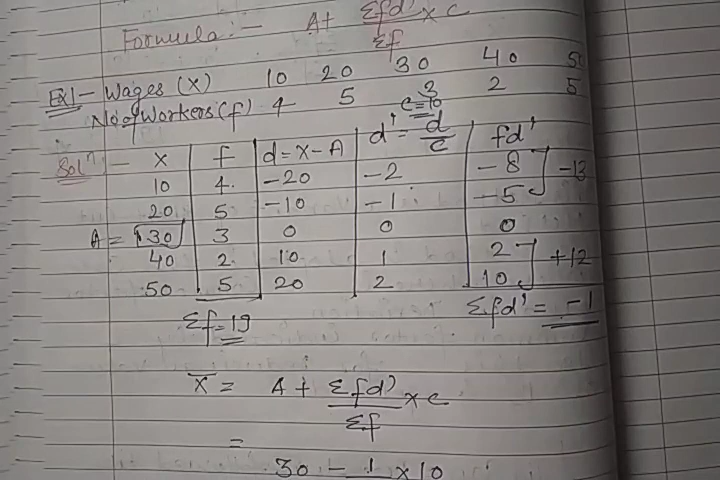 Formula:- A+ Σfd'/Σf × c
Ex1- Wages (X) 10 20 30 40 50
No of Workers (f) 4 5 3 2 5
c=10
Solⁿ - X f d=X-A d'=d/c fd'
10 4. -20 -2 -8
20 5 -10 -1 -5 -13
A = 30 3 0 0 0
40 2. 10 1 2
50 5 20 2 10 +12
Σf=19 Σfd' = -1
X̄ = A + Σfd'/Σf × c
=
30 - 1 × 10